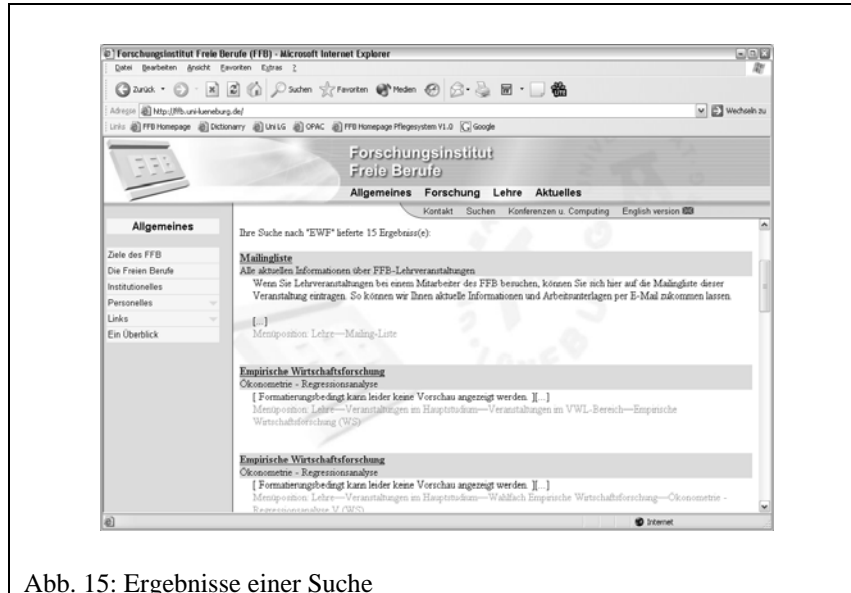 Forschungsinstitut Freie Berufe (FFB) - Microsoft Internet Explorer
Datei Bearbeiten Ansicht Favoriten Extras ?
Zurück Suchen Favoriten Medien
Adresse http://ffb.uni-lueneburg.de/ Wechseln zu
Links FFB Homepage Dictionarry Uni LG OPAC FFB Homepage Pflegesystem V1.0 Google
FFB
Forschungsinstitut
Freie Berufe
Allgemeines Forschung Lehre Aktuelles
Kontakt Suchen Konferenzen u. Computing English version
Allgemeines
Ziele des FFB
Die Freien Berufe
Institutionelles
Personelles
Links
Ein Überblick
Ihre Suche nach "EWF" lieferte 15 Ergebniss(e):
Mailingliste
Alle aktuellen Informationen über FFB-Lehrveranstaltungen
Wenn Sie Lehrveranstaltungen bei einem Mitarbeiter des FFB besuchen, können Sie sich hier auf die Mailingliste dieser
Veranstaltung eintragen. So können wir Ihnen aktuelle Informationen und Arbeitsunterlagen per E-Mail zukommen lassen.
[...]
Menüposition: Lehre—Mailing-Liste
Empirische Wirtschaftsforschung
Ökonometrie - Regressionsanalyse
[ Formatierungsbedingt kann leider keine Vorschau angezeigt werden. ][...]
Menüposition: Lehre—Veranstaltungen im Hauptstudium—Veranstaltungen im VWL-Bereich—Empirische
Wirtschaftsforschung (WS)
Empirische Wirtschaftsforschung
Ökonometrie - Regressionsanalyse
[ Formatierungsbedingt kann leider keine Vorschau angezeigt werden. ][...]
Menüposition: Lehre—Veranstaltungen im Hauptstudium—Wahlfach Empirische Wirtschaftsforschung—Ökonometrie -
Regressionsanalyse V (WS)
Internet
Abb. 15: Ergebnisse einer Suche